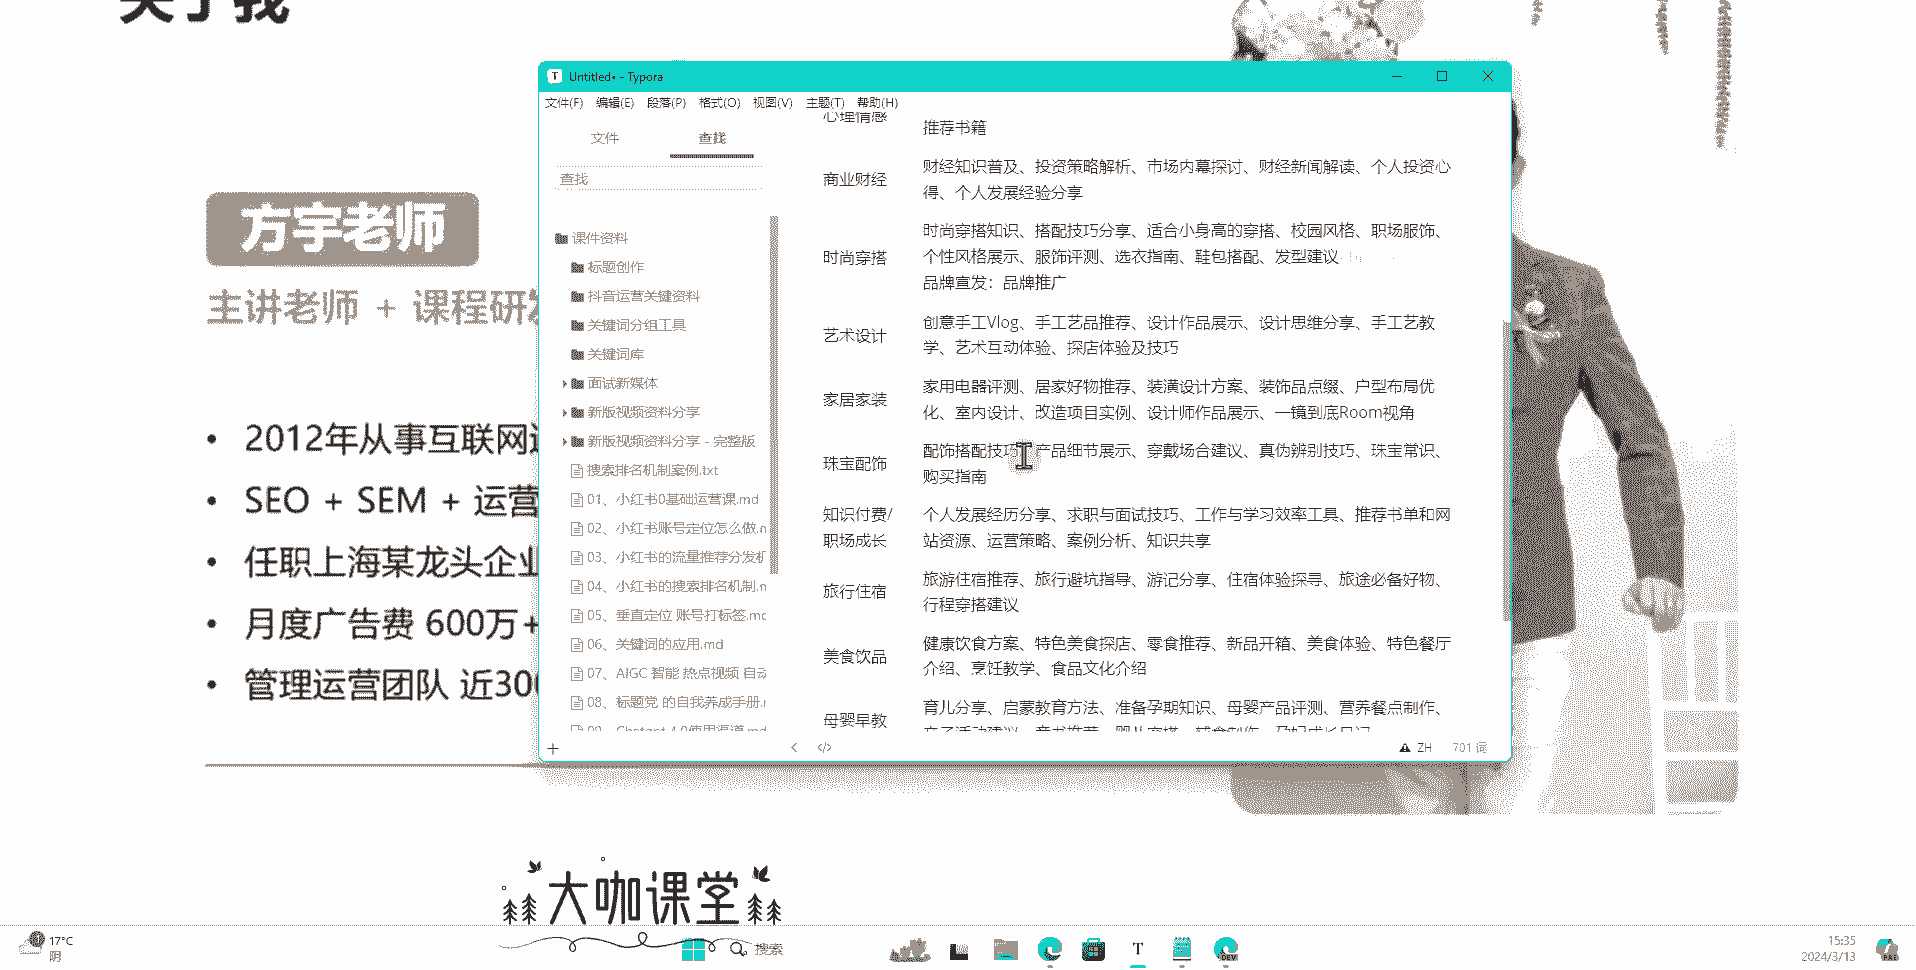 关于我
方宇老师
主讲老师 + 课程研
2012年从事互联网
SEO + SEM + 运营
任职上海某龙头企业
月度广告费 600万+
管理运营团队 近30
Untitled• - Typora
文件(F) 编辑(E) 段落(P) 格式(O) 视图(V) 主题(T) 帮助(H)
文件 查找
查找
课件资料
标题创作
抖音运营关键资料
关键词分组工具
关键词库
面试新媒体
新版视频资料分享
新版视频资料分享 - 完整版
搜索排名机制案例.txt
01、小红书0基础运营课.md
02、小红书账号定位怎么做.
03、小红书的流量推荐分发机
04、小红书的搜索排名机制.
05、垂直定位 账号打标签.md
06、关键词的应用.md
07、AIGC 智能 热点视频 自动
08、标题党 的自我养成手册.
09、Chatgpt 4.0使用渠道.md
心理情感
推荐书籍
商业财经
财经知识普及、投资策略解析、市场内幕探讨、财经新闻解读、个人投资心
得、个人发展经验分享
时尚穿搭
时尚穿搭知识、搭配技巧分享、适合小身高的穿搭、校园风格、职场服饰、
个性风格展示、服饰评测、选衣指南、鞋包搭配、发型建议
品牌宣发：品牌推广
艺术设计
创意手工Vlog、手工艺品推荐、设计作品展示、设计思维分享、手工艺教
学、艺术互动体验、探店体验及技巧
家居家装
家用电器评测、居家好物推荐、装潢设计方案、装饰品点缀、户型布局优
化、室内设计、改造项目实例、设计师作品展示、一镜到底Room视角
珠宝配饰
配饰搭配技巧、产品细节展示、穿戴场合建议、真伪辨别技巧、珠宝常识、
购买指南
知识付费/
职场成长
个人发展经历分享、求职与面试技巧、工作与学习效率工具、推荐书单和网
站资源、运营策略、案例分析、知识共享
旅行住宿
旅游住宿推荐、旅行避坑指导、游记分享、住宿体验探寻、旅途必备好物、
行程穿搭建议
美食饮品
健康饮食方案、特色美食探店、零食推荐、新品开箱、美食体验、特色餐厅
介绍、烹饪教学、食品文化介绍
母婴早教
育儿分享、启蒙教育方法、准备孕期知识、母婴产品评测、营养餐点制作、
ZH 701 词
大咖课堂
17°C
阴
搜索
15:35
2024/3/13